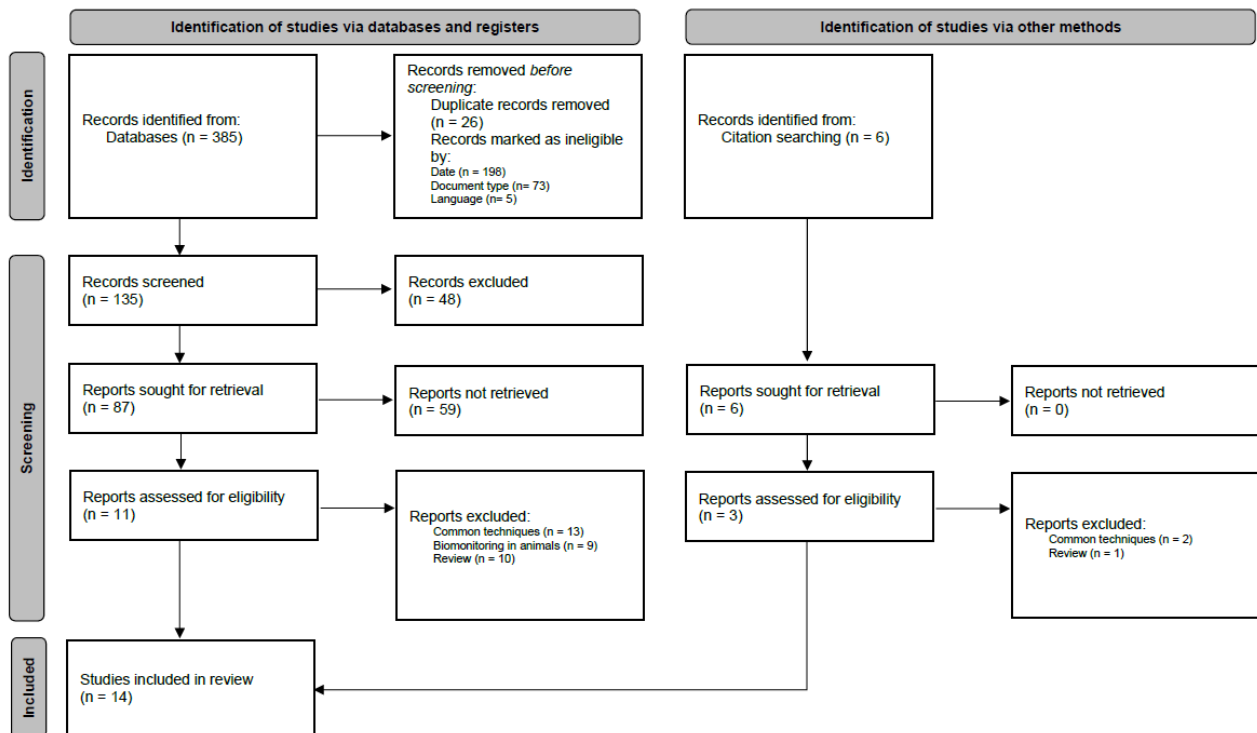 Identification of studies via databases and registers
Identification of studies via other methods
Identification
Records identified from:
Databases (n = 385)
Records removed before
screening:
Duplicate records removed
(n = 26)
Records marked as ineligible
by:
Date (n = 198)
Document type (n= 73)
Language (n= 5)
Records identified from:
Citation searching (n = 6)
Screening
Records screened
(n = 135)
Records excluded
(n = 48)
Reports sought for retrieval
(n = 87)
Reports not retrieved
(n = 59)
Reports sought for retrieval
(n = 6)
Reports not retrieved
(n = 0)
Reports assessed for eligibility
(n = 11)
Reports excluded:
Common techniques (n = 13)
Biomonitoring in animals (n = 9)
Review (n = 10)
Reports assessed for eligibility
(n = 3)
Reports excluded:
Common techniques (n = 2)
Review (n = 1)
Included
Studies included in review
(n = 14)